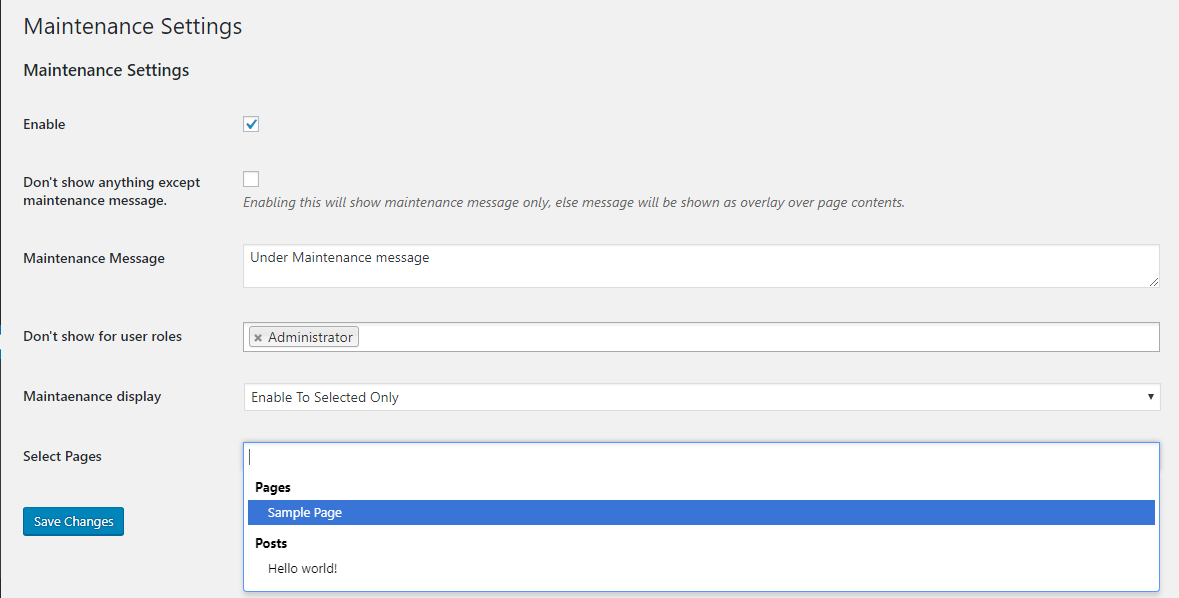 Maintenance Settings
Maintenance Settings
Enable
Don't show anything except
maintenance message.
Enabling this will show maintenance message only, else message will be shown as overlay over page contents.
Maintenance Message
Under Maintenance message
Don't show for user roles
× Administrator
Maintaenance display
Enable To Selected Only
Select Pages
Pages
Sample Page
Posts
Hello world!
Save Changes